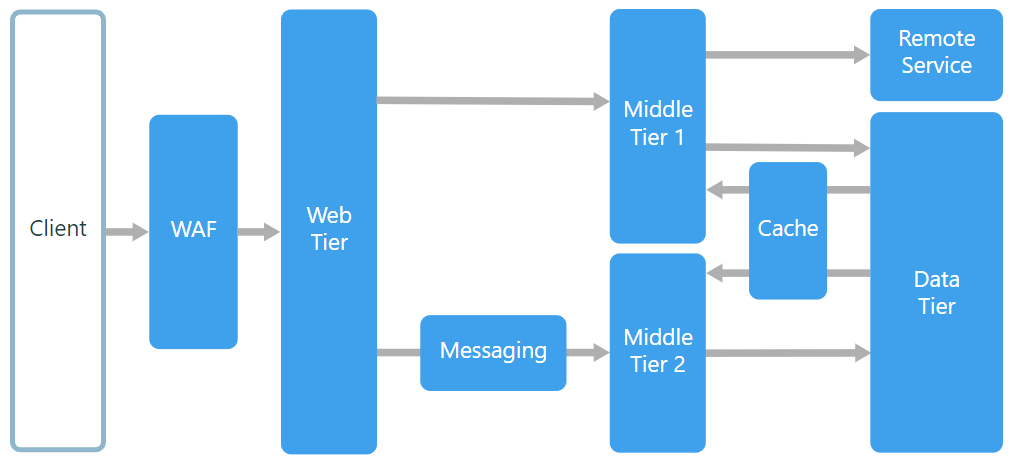 Client
WAF
Web
Tier
Messaging
Middle
Tier 1
Middle
Tier 2
Cache
Remote
Service
Data
Tier